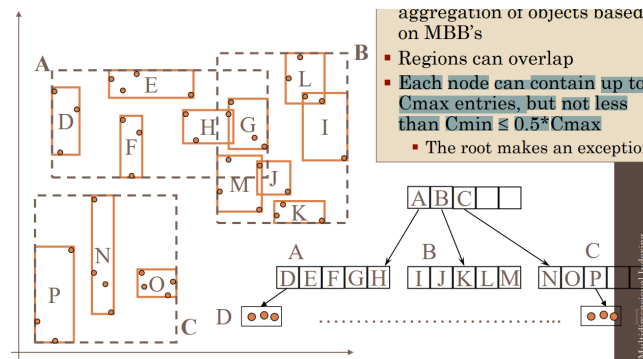 aggregation of objects based
on MBB's
Regions can overlap
Each node can contain up to
Cmax entries, but not less
than Cmin ≤ 0.5*Cmax
The root makes an exception
A
B
E
L
D
H
G
I
F
M
J
K
N
P
O
C
A B C
A
B
C
D E F G H
I J K L M
N O P
D